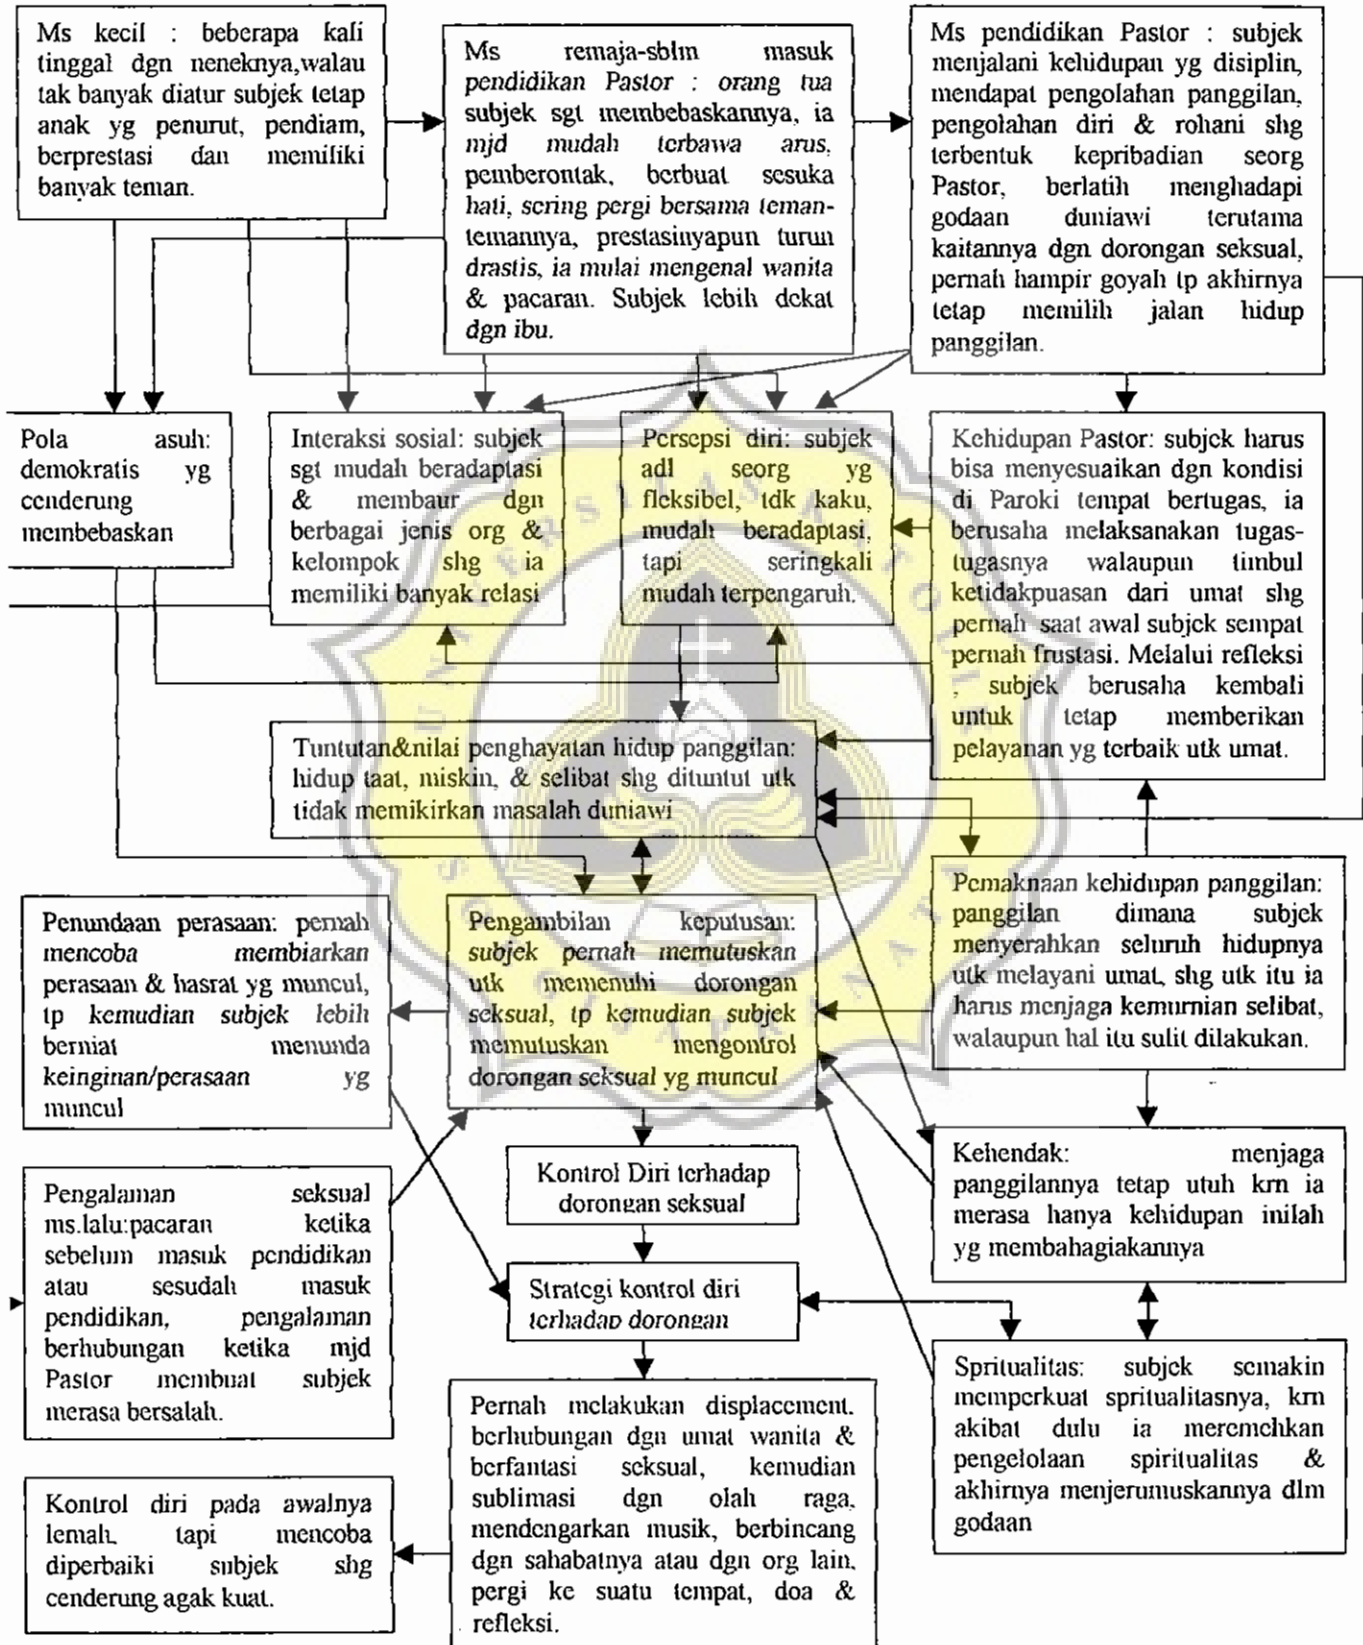 Ms kecil : beberapa kali
tinggal dgn neneknya,walau
tak banyak diatur subjek tetap
anak yg penurut, pendiam,
berprestasi dan memiliki
banyak teman.
Ms remaja-sblm masuk
pendidikan Pastor : orang tua
subjek sgt membebaskannya, ia
mjd mudah terbawa arus,
pemberontak, berbuat sesuka
hati, sering pergi bersama teman-
temannya, prestasinyapun turun
drastis, ia mulai mengenal wanita
& pacaran. Subjek lebih dekat
dgn ibu.
Ms pendidikan Pastor : subjek
menjalani kehidupan yg disiplin,
mendapat pengolahan panggilan,
pengolahan diri & rohani shg
terbentuk kepribadian seorg
Pastor, berlatih menghadapi
godaan duniawi terutama
kaitannya dgn dorongan seksual,
pernah hampir goyah tp akhirnya
tetap memilih jalan hidup
panggilan.
Pola asuh:
demokratis yg
cenderung
membebaskan
Interaksi sosial: subjek
sgt mudah beradaptasi
& membaur dgn
berbagai jenis org &
kelompok shg ia
memiliki banyak relasi
Persepsi diri: subjek
adl seorg yg
fleksibel, tdk kaku,
mudah beradaptasi,
tapi seringkali
mudah terpengaruh.
Kehidupan Pastor: subjek harus
bisa menyesuaikan dgn kondisi
di Paroki tempat bertugas, ia
berusaha melaksanakan tugas-
tugasnya walaupun timbul
ketidakpuasan dari umat shg
pernah saat awal subjek sempat
pernah frustasi. Melalui refleksi
, subjek berusaha kembali
untuk tetap memberikan
pelayanan yg terbaik utk umat.
Tuntutan&nilai penghayatan hidup panggilan:
hidup taat, miskin, & selibat shg dituntut utk
tidak memikirkan masalah duniawi
Penundaan perasaan: pernah
mencoba membiarkan
perasaan & hasrat yg muncul,
tp kemudian subjek lebih
berniat menunda
keinginan/perasaan yg
muncul
Pengambilan keputusan:
subjek pernah memutuskan
utk memenuhi dorongan
seksual, tp kemudian subjek
memutuskan mengontrol
dorongan seksual yg muncul
Pemaknaan kehidupan panggilan:
panggilan dimana subjek
menyerahkan seluruh hidupnya
utk melayani umat, shg utk itu ia
harus menjaga kemurnian selibat,
walaupun hal itu sulit dilakukan.
Pengalaman seksual
ms.lalu:pacaran ketika
sebelum masuk pendidikan
atau sesudah masuk
pendidikan, pengalaman
berhubungan ketika mjd
Pastor membuat subjek
merasa bersalah.
Kontrol Diri terhadap
dorongan seksual
Kehendak: menjaga
panggilannya tetap utuh krn ia
merasa hanya kehidupan inilah
yg membahagiakannya
Strategi kontrol diri
terhadap dorongan
Spritualitas: subjek semakin
memperkuat spritualitasnya, krn
akibat dulu ia meremehkan
pengelolaan spiritualitas &
akhirnya menjerumuskannya dlm
godaan
Pernah melakukan displacement.
berhubungan dgn umat wanita &
berfantasi seksual, kemudian
sublimasi dgn olah raga,
mendengarkan musik, berbincang
dgn sahabatnya atau dgn org lain,
pergi ke suatu tempat, doa &
refleksi.
Kontrol diri pada awalnya
lemah, tapi mencoba
diperbaiki subjek shg
cenderung agak kuat.
UNIVERSITAS KATOLIK
SOEGIJAPRANATA